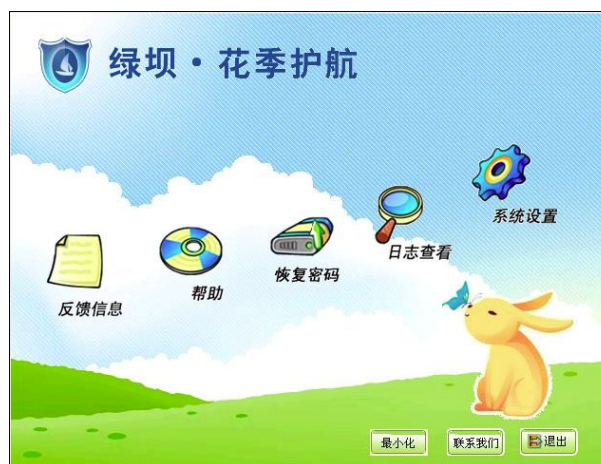 绿坝·花季护航
系统设置
日志查看
恢复密码
帮助
反馈信息
最小化 联系我们 退出